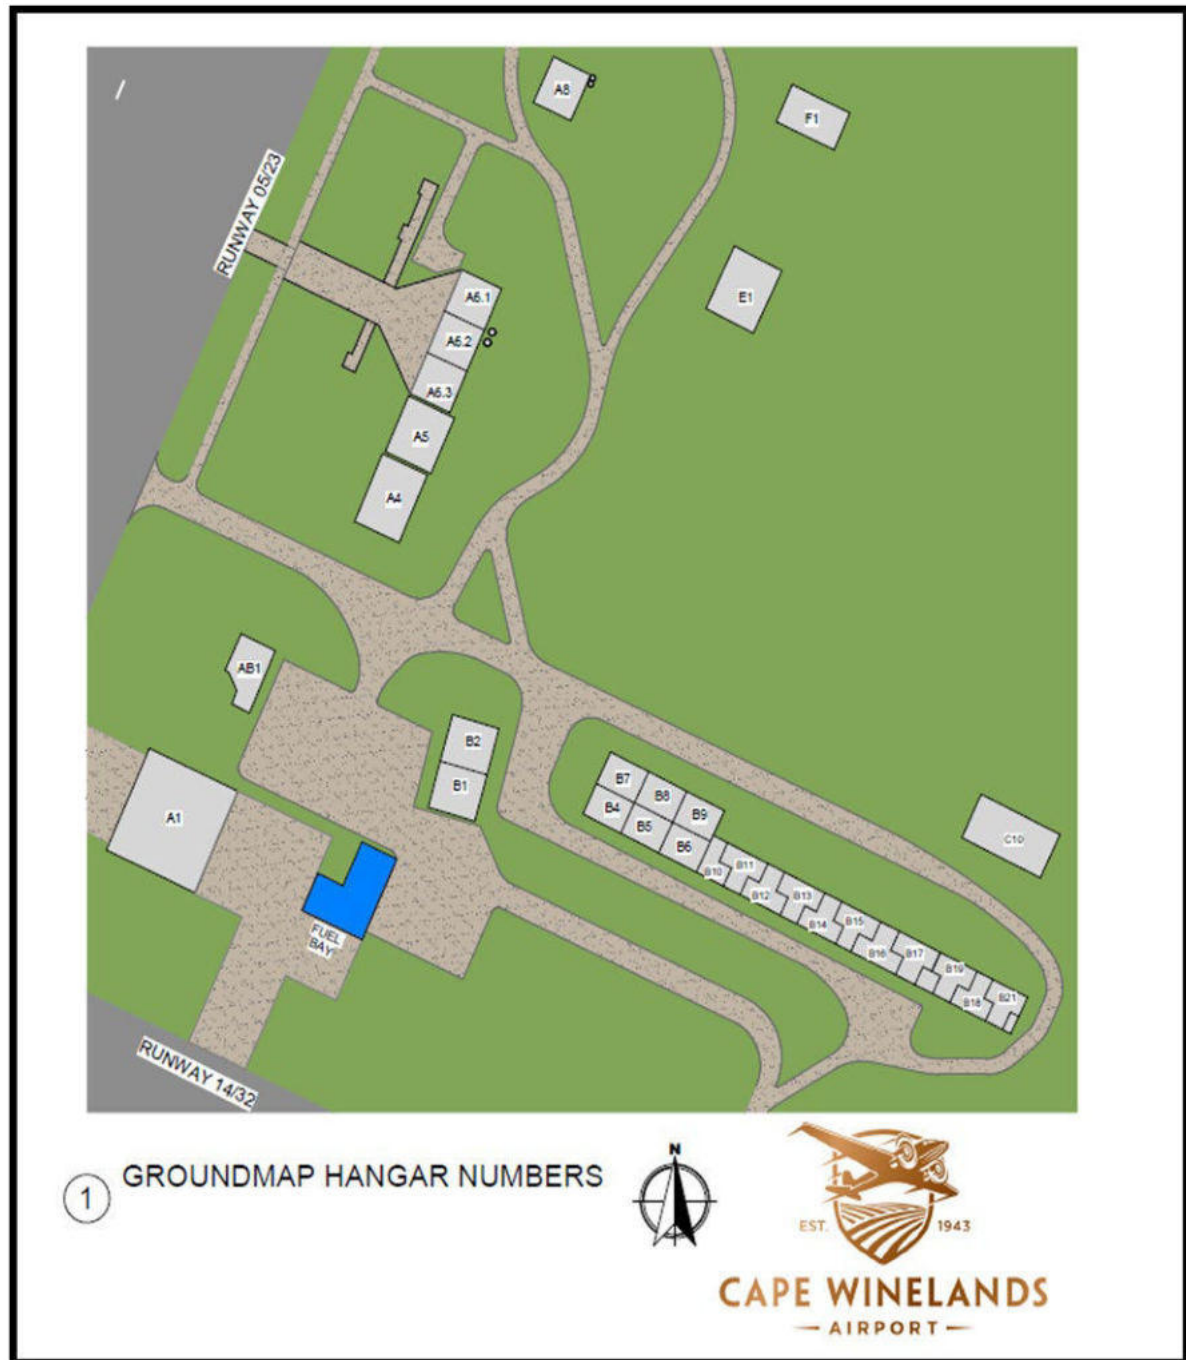 A8
F1
RUNWAY 05/23
E1
A6.1
A6.2
A6.3
A5
A4
AB1
B2
B1
A1
B7
B8
B9
B4
B5
B6
B10
B11
B12
B13
B14
B15
B16
B17
B19
B18
B21
C10
FUEL
BAY
RUNWAY 14/32
1 GROUNDMAP HANGAR NUMBERS
N
EST. 1943
CAPE WINELANDS
AIRPORT